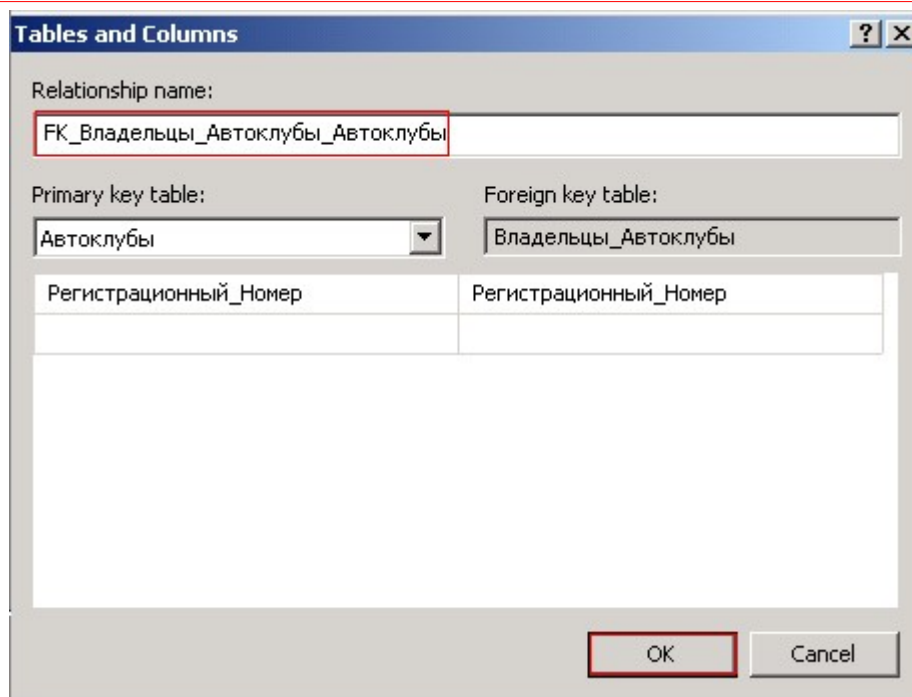 Tables and Columns
Relationship name:
FK_Владельцы_Автоклубы_Автоклубы
Primary key table: Foreign key table:
Автоклубы Владельцы_Автоклубы
Регистрационный_Номер Регистрационный_Номер
OK Cancel